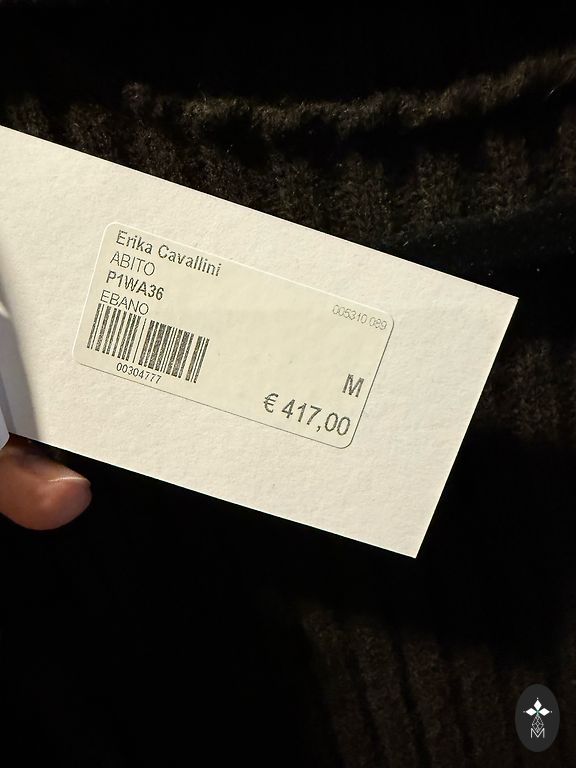 Erika Cavallini
ABITO
P1WA36
EBANO
005310 089
00304777
M
€ 417,00
M